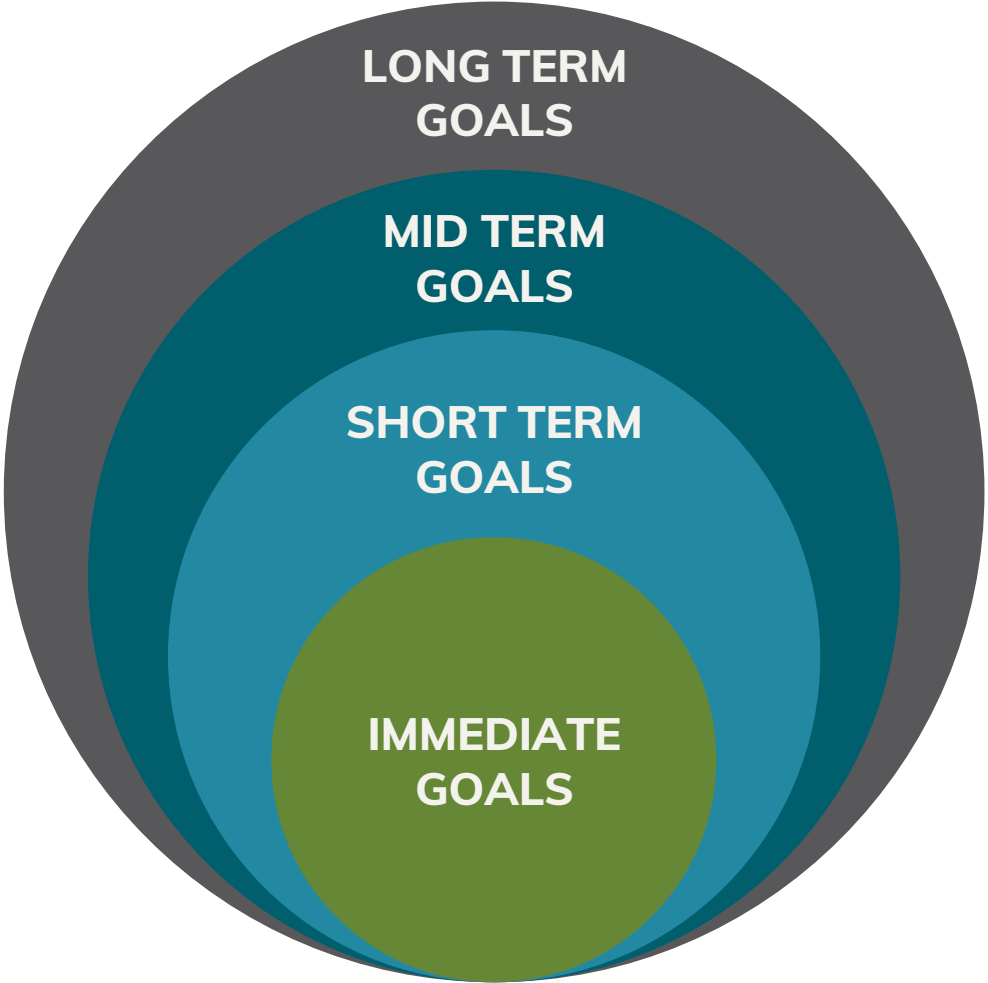 LONG TERM
GOALS
MID TERM
GOALS
SHORT TERM
GOALS
IMMEDIATE
GOALS